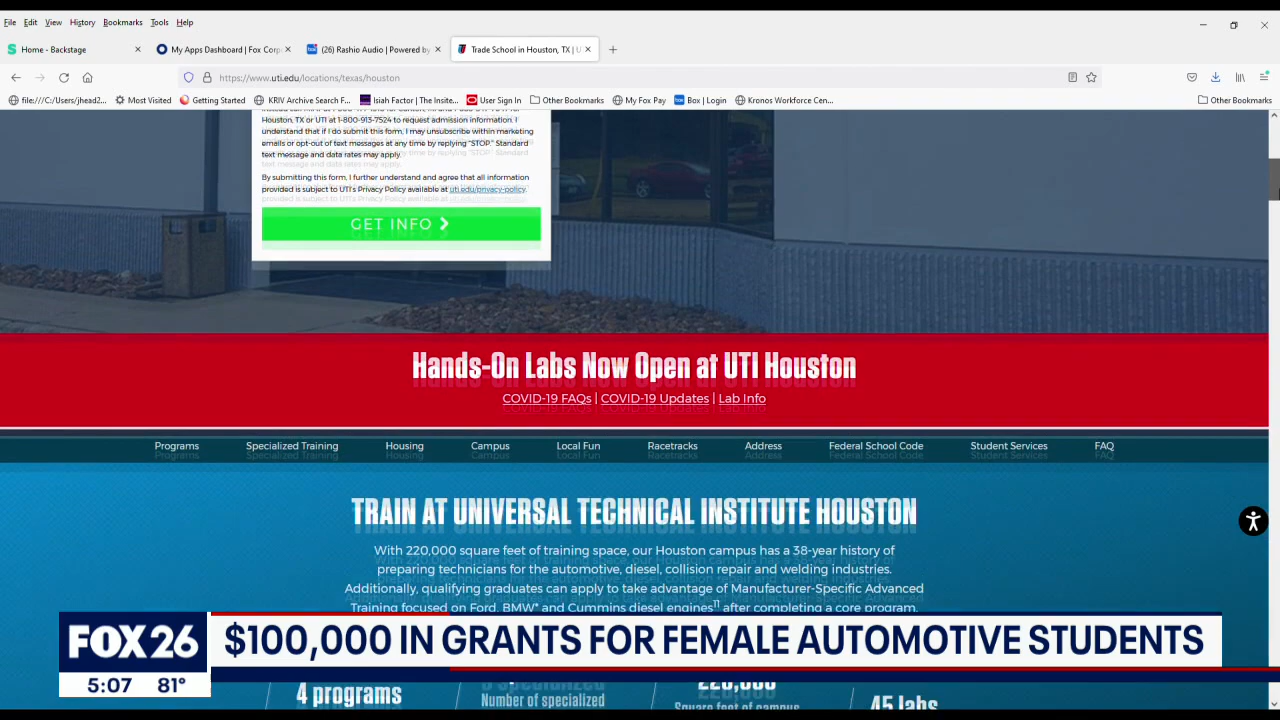 File Edit View History Bookmarks Tools Help
Home - Backstage
My Apps Dashboard | Fox Corp
(26) Rashio Audio | Powered by
Trade School in Houston, TX | U
https://www.uti.edu/locations/texas/houston
file:///C:/Users/jhead2...
Most Visited
Getting Started
KRIV Archive Search F...
Isiah Factor | The Insite...
User Sign In
Other Bookmarks
My Fox Pay
Box | Login
Kronos Workforce Cen...
Other Bookmarks
Houston, TX or UTI at 1-800-913-7524 to request admission information. I
understand that if I do submit this form, I may unsubscribe within marketing
emails or opt-out of text messages at any time by replying "STOP." Standard
text message and data rates may apply.
By submitting this form, I further understand and agree that all information
provided is subject to UTI's Privacy Policy available at uti.edu/privacy-policy.
GET INFO
Hands-On Labs Now Open at UTI Houston
COVID-19 FAQs | COVID-19 Updates | Lab Info
Programs Specialized Training Housing Campus Local Fun Racetracks Address Federal School Code Student Services FAQ
TRAIN AT UNIVERSAL TECHNICAL INSTITUTE HOUSTON
With 220,000 square feet of training space, our Houston campus has a 38-year history of
preparing technicians for the automotive, diesel, collision repair and welding industries.
Additionally, qualifying graduates can apply to take advantage of Manufacturer-Specific Advanced
Training focused on Ford, BMW* and Cummins diesel engines11 after completing a core program.
FOX 26
$100,000 IN GRANTS FOR FEMALE AUTOMOTIVE STUDENTS
5:07 81°
4 programs
Number of specialized
220,000
Square feet of campus
45 labs